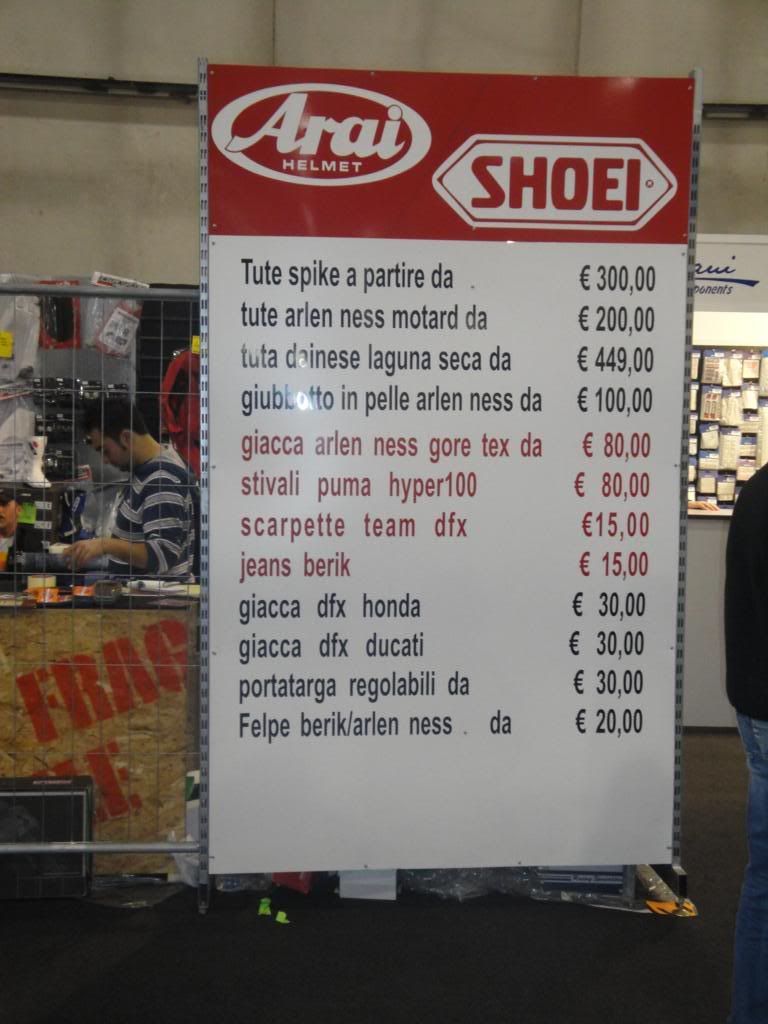 Arai
HELMET
SHOEI
Tute spike a partire da € 300,00
tute arlen ness motard da € 200,00
tuta dainese laguna seca da € 449,00
giubbotto in pelle arlen ness da € 100,00
giacca arlen ness gore tex da € 80,00
stivali puma hyper100 € 80,00
scarpette team dfx €15,00
jeans berik € 15,00
giacca dfx honda € 30,00
giacca dfx ducati € 30,00
portatarga regolabili da € 30,00
Felpe berik/arlen ness da € 20,00
FRAG